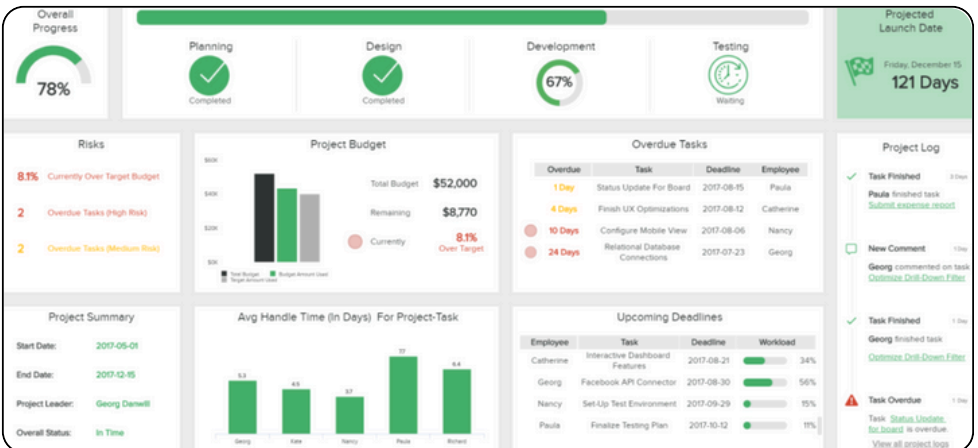 Overall
Progress
78%
Planning
Completed
Design
Completed
Development
67%
Testing
Waiting
Projected
Launch Date
Friday, December 15
121 Days
Risks
8.1% Currently Over Target Budget
2 Overdue Tasks (High Risk)
2 Overdue Tasks (Medium Risk)
Project Budget
$60K
$40K
$20K
$0K
Total Budget
Budget Amount Used
Target Amount Used
Total Budget $52,000
Remaining $8,770
Currently 8.1%
Over Target
Overdue Tasks
Overdue Task Deadline Employee
1 Day Status Update For Board 2017-08-15 Paula
4 Days Finish UX Optimizations 2017-08-12 Catherine
10 Days Configure Mobile View 2017-08-06 Nancy
24 Days Relational Database Connections 2017-07-23 Georg
Project Log
Task Finished 3 Days
Paula finished task
Submit expense report
New Comment 1 Day
Georg commented on task
Optimize Drill-Down Filter
Task Finished 1 Day
Georg finished task
Optimize Drill-Down Filter
Task Overdue 1 Day
Task Status Update
for board is overdue.
View all project logs
Project Summary
Start Date: 2017-05-01
End Date: 2017-12-15
Project Leader: Georg Danwill
Overall Status: In Time
Avg Handle Time (In Days) For Project-Task
5.3
4.5
3.7
7.7
6.4
Georg
Kate
Nancy
Paula
Richard
Upcoming Deadlines
Employee Task Deadline Workload
Catherine Interactive Dashboard Features 2017-08-21 34%
Georg Facebook API Connector 2017-08-30 56%
Nancy Set-Up Test Environment 2017-09-29 15%
Paula Finalize Testing Plan 2017-10-12 11%